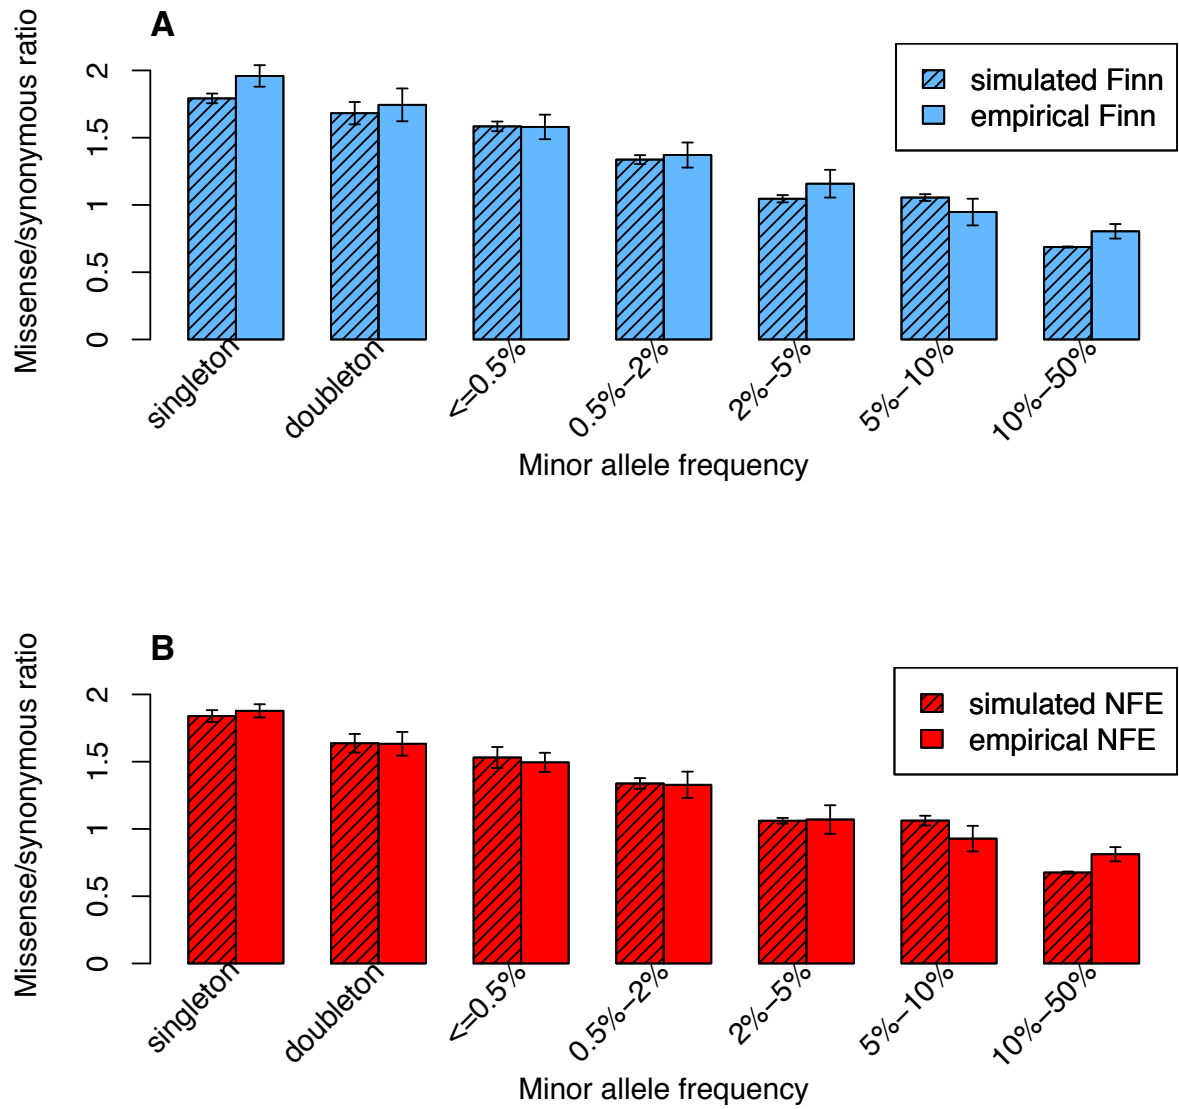 A
Missense/synonymous ratio
2
1.5
1
0.5
0
simulated Finn
empirical Finn
singleton
doubleton
<=0.5%
0.5%−2%
2%−5%
5%−10%
10%−50%
Minor allele frequency
B
Missense/synonymous ratio
2
1.5
1
0.5
0
simulated NFE
empirical NFE
singleton
doubleton
<=0.5%
0.5%−2%
2%−5%
5%−10%
10%−50%
Minor allele frequency